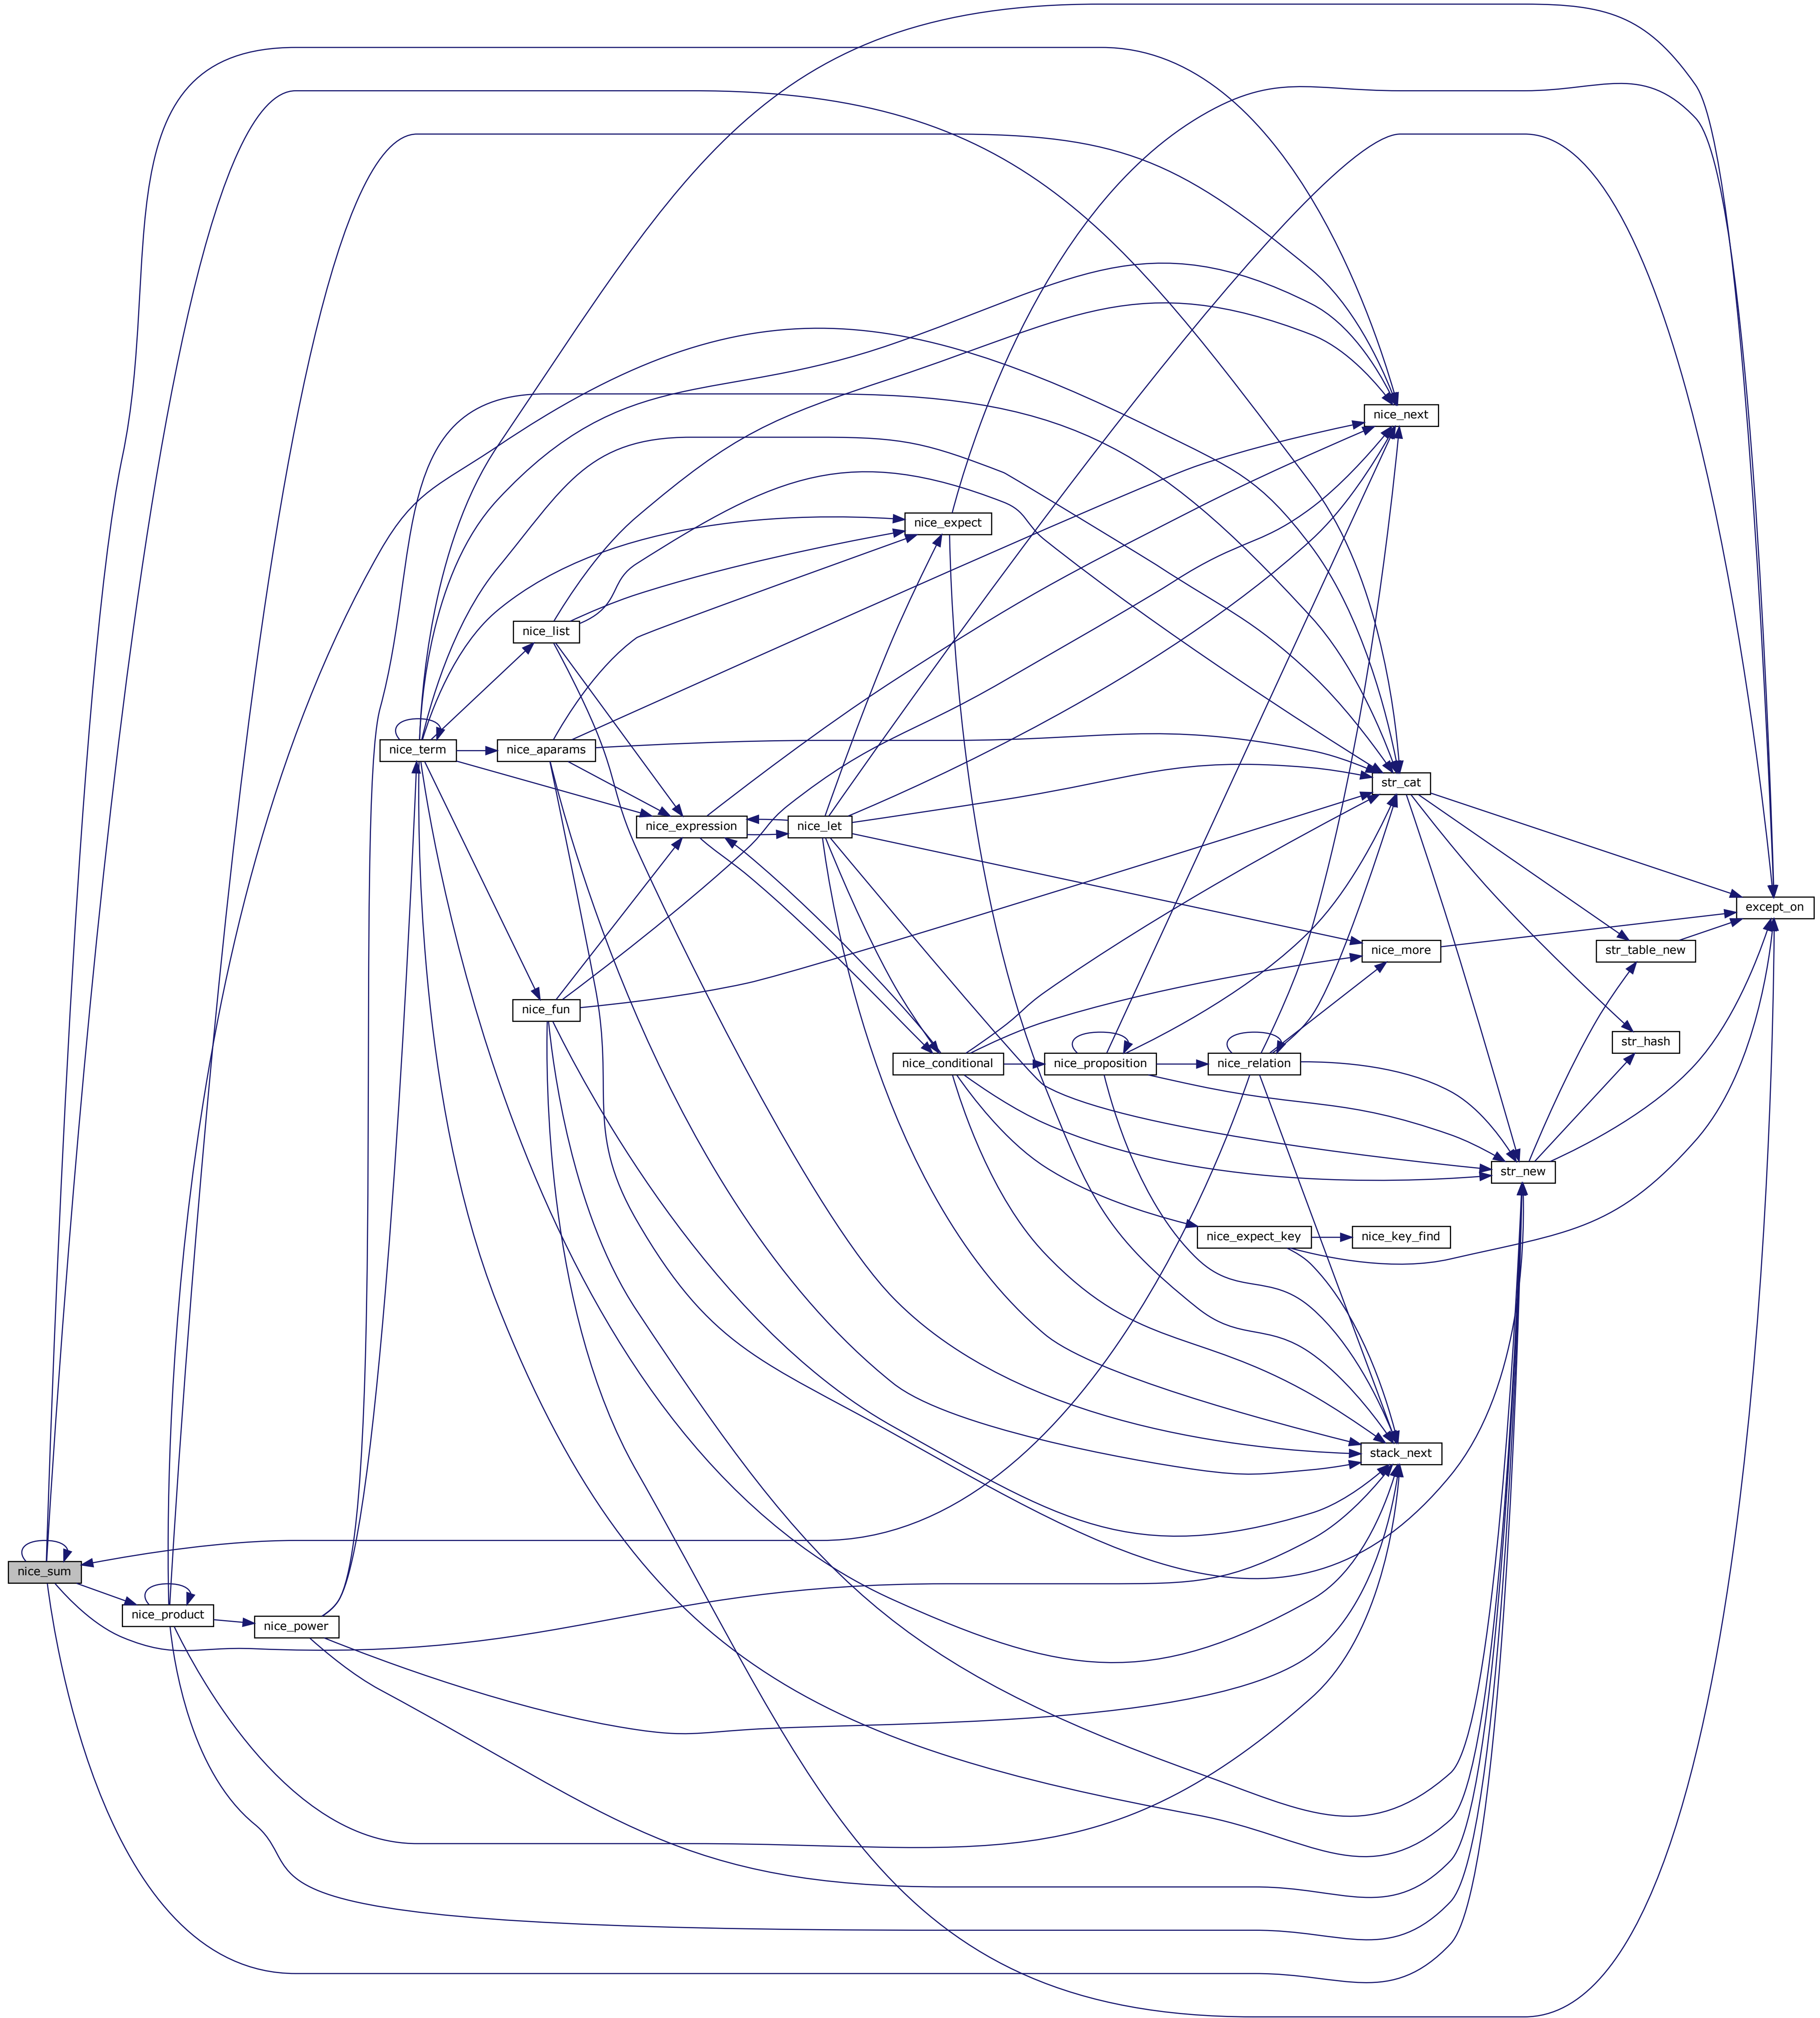 nice_next
nice_expect
nice_list
nice_term
nice_aparams
str_cat
nice_expression
nice_let
except_on
nice_more
str_table_new
nice_fun
str_hash
nice_conditional
nice_proposition
nice_relation
str_new
nice_expect_key
nice_key_find
stack_next
nice_sum
nice_product
nice_power